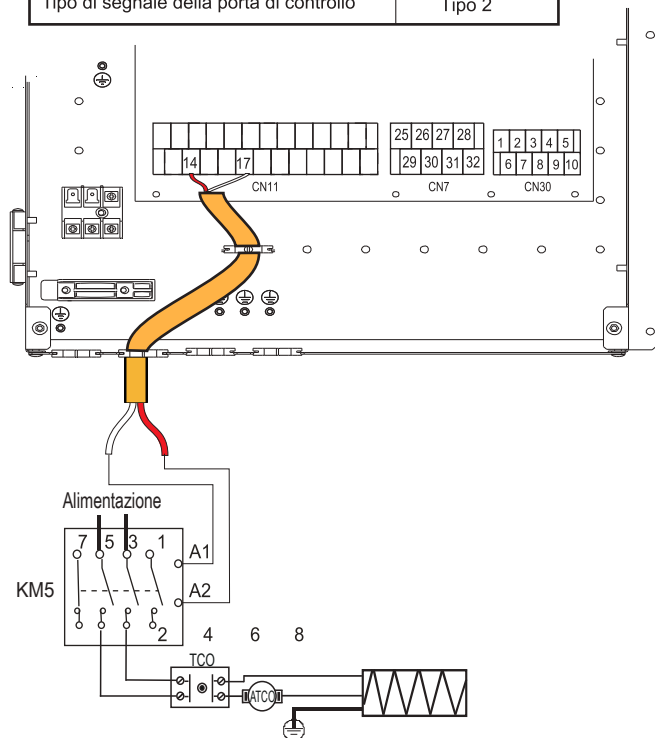 Tipo di segnale della porta di controllo
Tipo 2
25 26 27 28
1 2 3 4 5
14 17
29 30 31 32
6 7 8 9 10
CN11
CN7
CN30
Alimentazione
7 5 3 1
A1
KM5
A2
2 4 6 8
TCO
ATCO